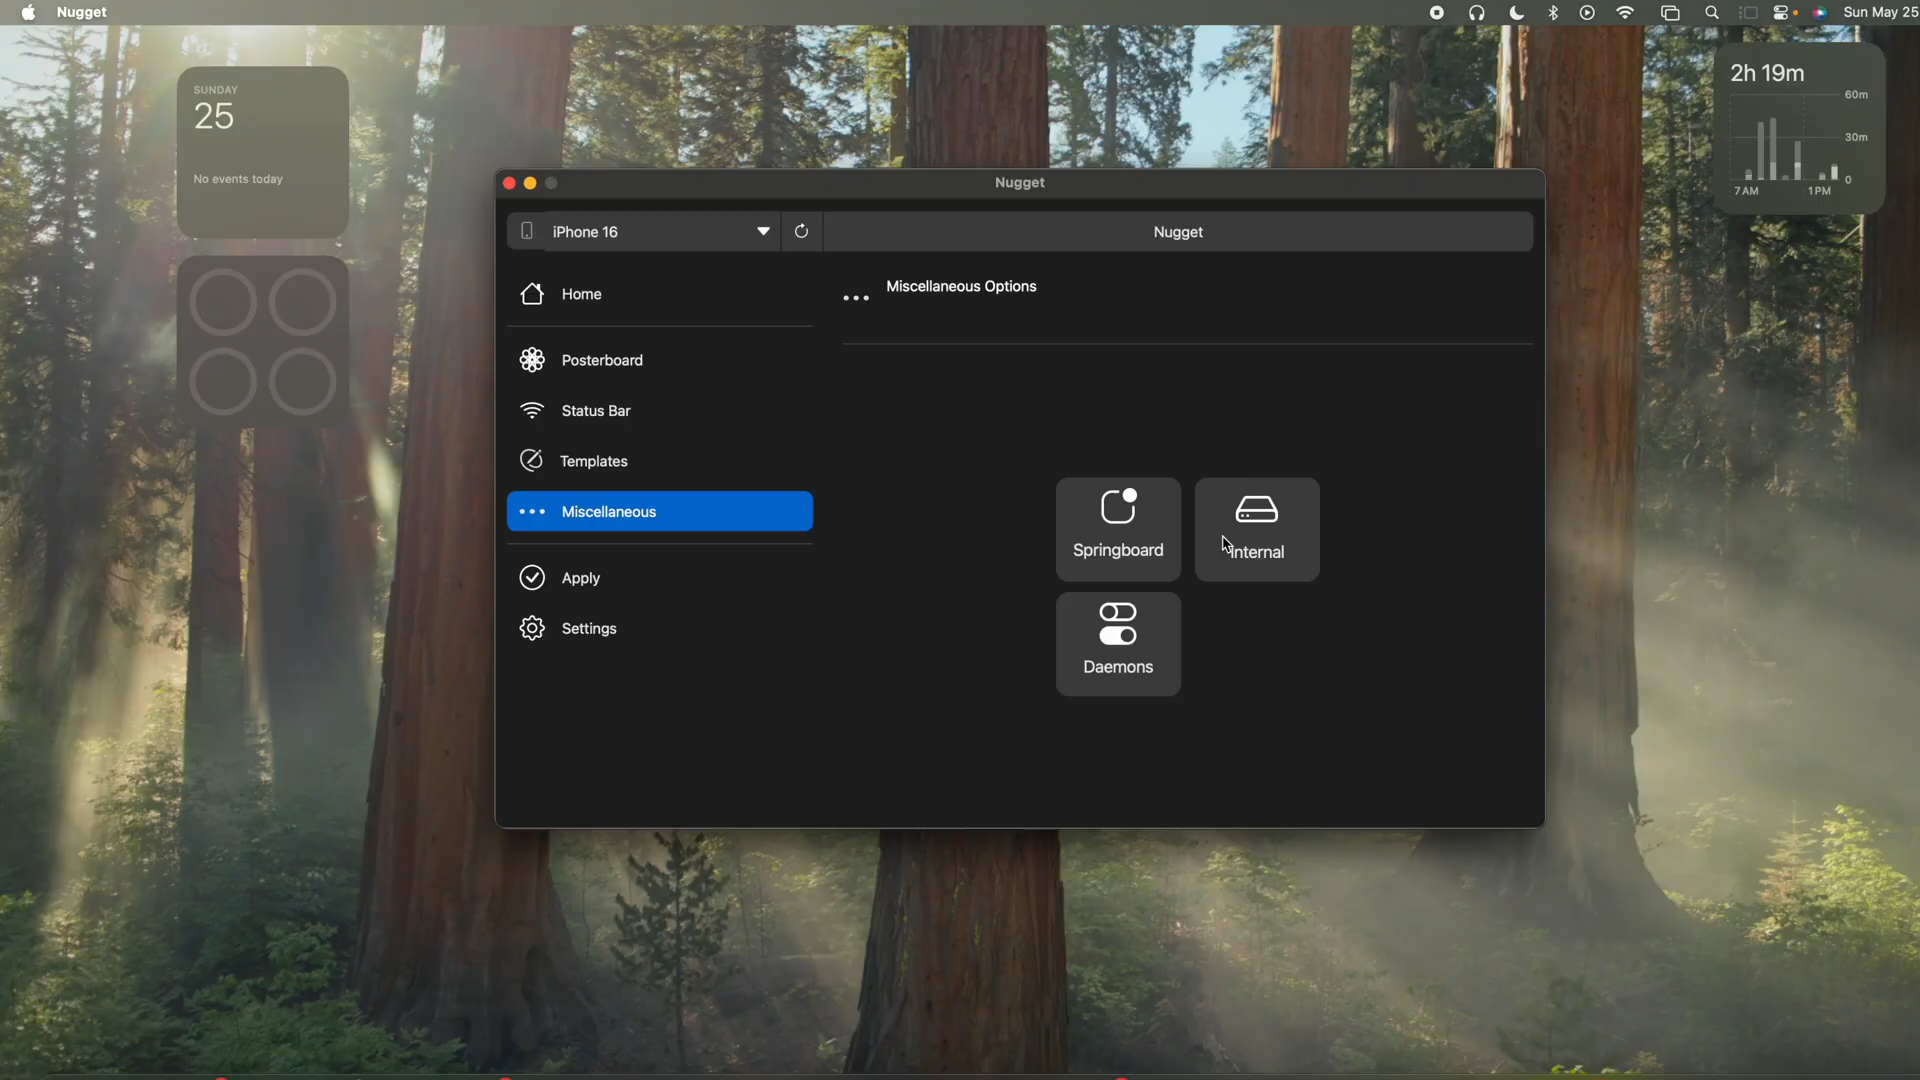 Nugget
Sun May 25
SUNDAY
25
No events today
2h 19m
60m
30m
0
7 AM
1 PM
Nugget
iPhone 16
Nugget
Home
Miscellaneous Options
Posterboard
Status Bar
Templates
Miscellaneous
Springboard
Internal
Apply
Settings
Daemons